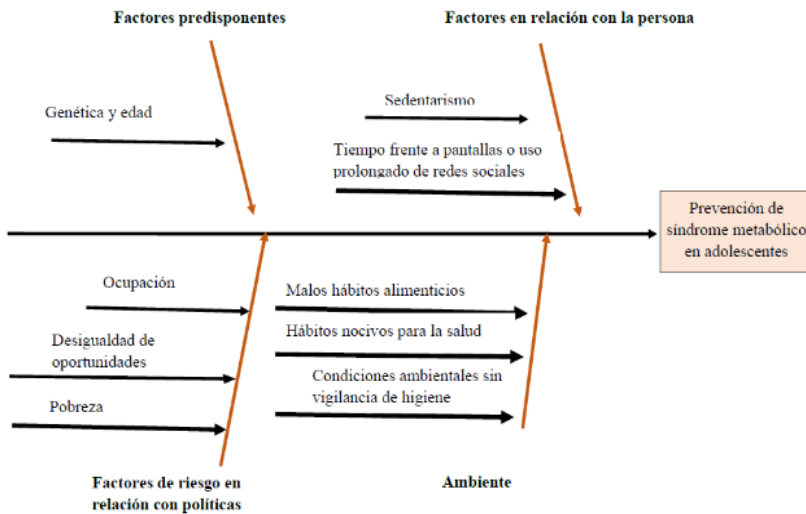 Factores predisponentes
Factores en relación con la persona
Genética y edad
Sedentarismo
Tiempo frente a pantallas o uso
prolongado de redes sociales
Prevención de
síndrome metabólico
en adolescentes
Ocupación
Desigualdad de
oportunidades
Pobreza
Malos hábitos alimenticios
Hábitos nocivos para la salud
Condiciones ambientales sin
vigilancia de higiene
Factores de riesgo en
relación con políticas
Ambiente